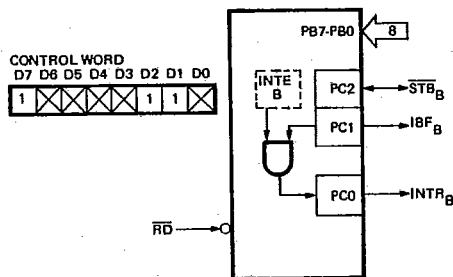 PB7-PB0
8
CONTROL WORD
D7 D6 D5 D4 D3 D2 D1 D0
1 1 1
INTE
B
PC2
STB_B
PC1
IBF_B
PC0
INTR_B
RD